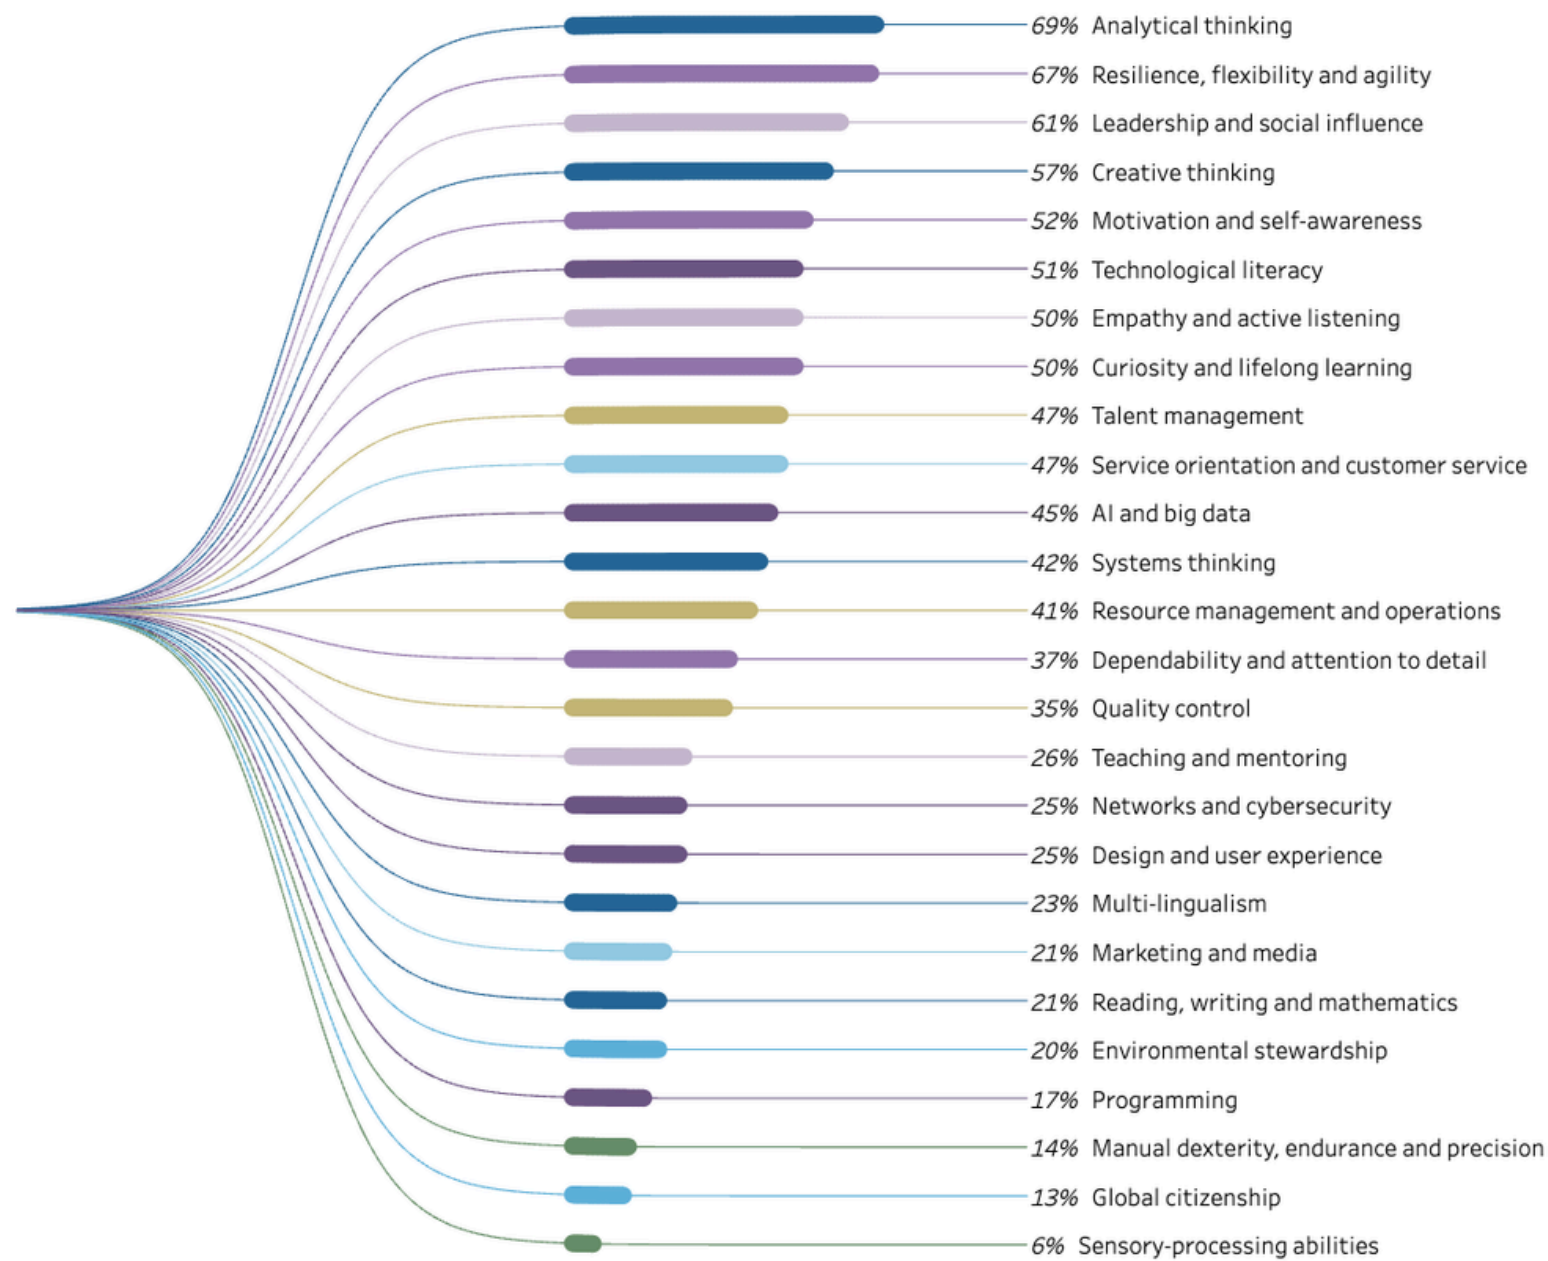 69% Analytical thinking
67% Resilience, flexibility and agility
61% Leadership and social influence
57% Creative thinking
52% Motivation and self-awareness
51% Technological literacy
50% Empathy and active listening
50% Curiosity and lifelong learning
47% Talent management
47% Service orientation and customer service
45% AI and big data
42% Systems thinking
41% Resource management and operations
37% Dependability and attention to detail
35% Quality control
26% Teaching and mentoring
25% Networks and cybersecurity
25% Design and user experience
23% Multi-lingualism
21% Marketing and media
21% Reading, writing and mathematics
20% Environmental stewardship
17% Programming
14% Manual dexterity, endurance and precision
13% Global citizenship
6% Sensory-processing abilities